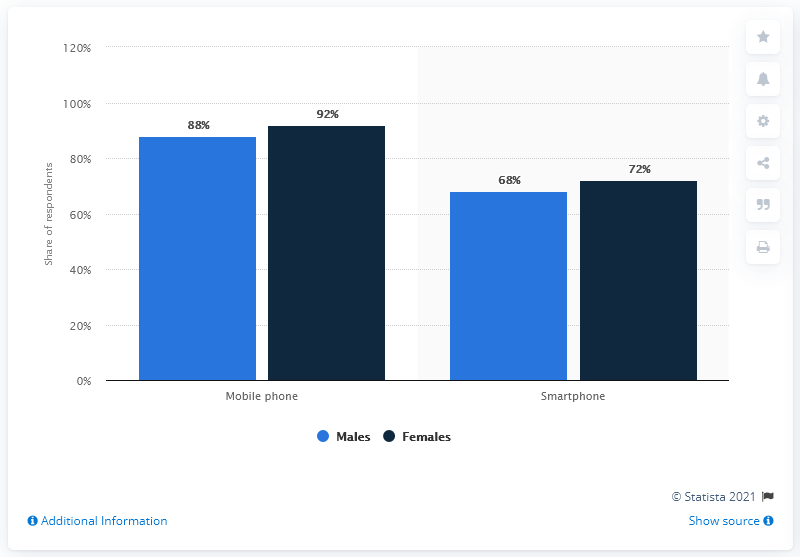 120%
100%
80%
60%
40%
20%
0%
Share of respondents
88%
92%
68%
72%
Mobile phone
Smartphone
Males Females
© Statista 2021
Additional Information
Show source